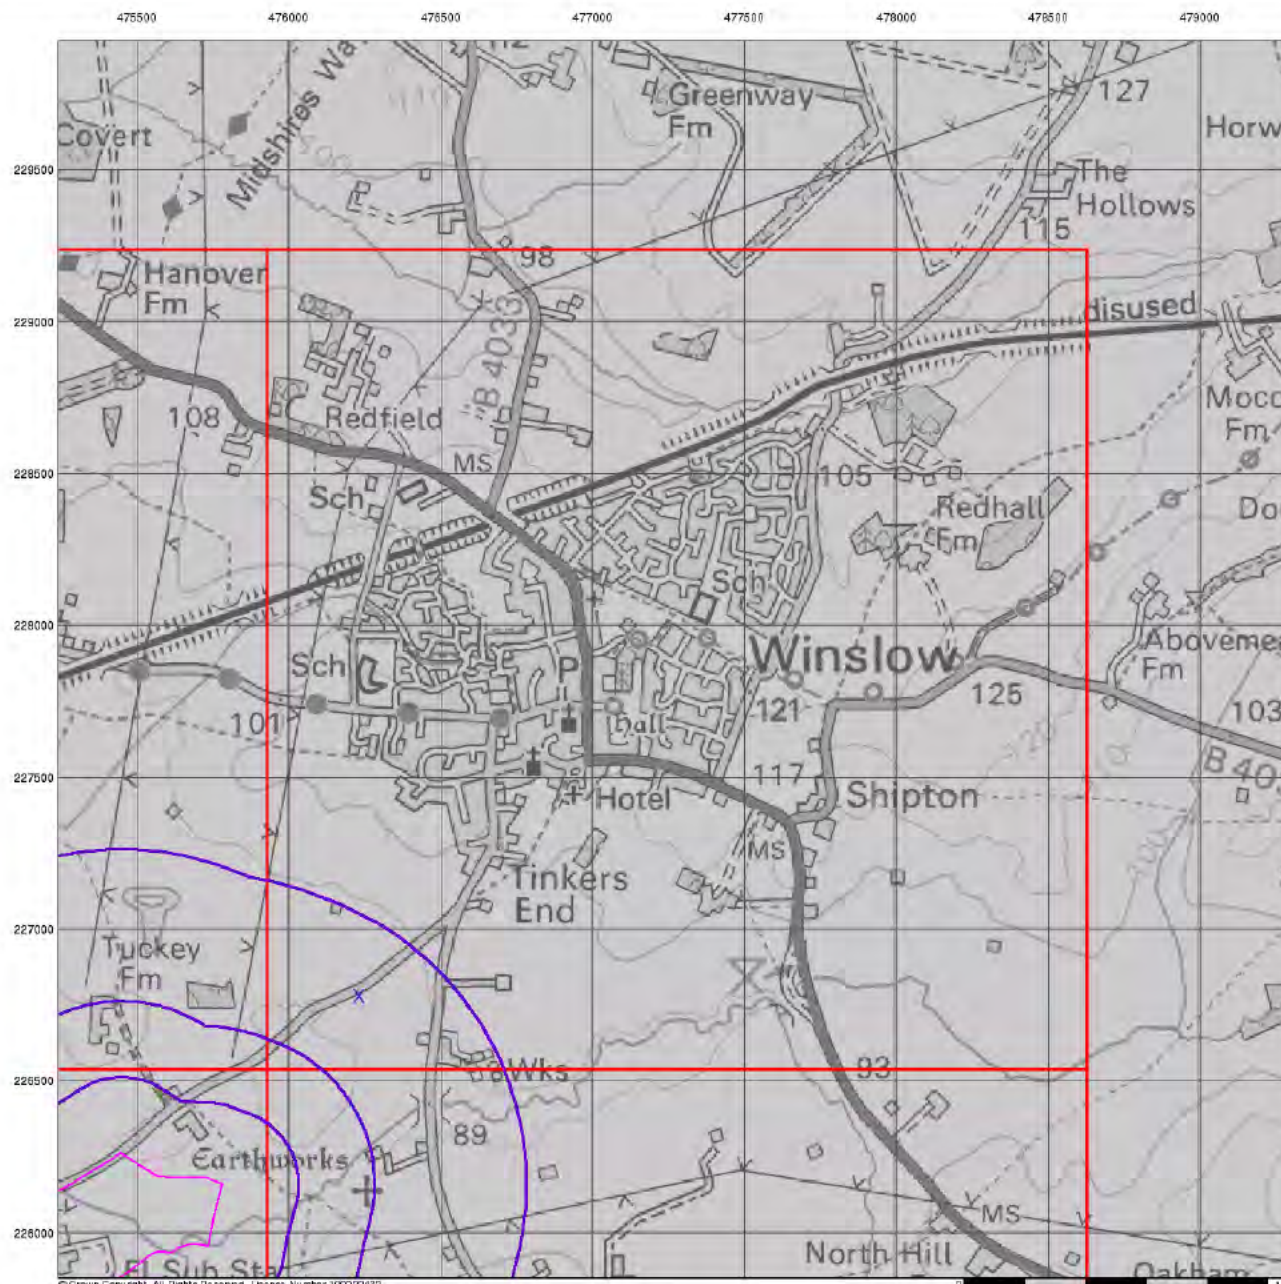 475500 476000 476500 477000 477500 478000 478500 479000
Midshires Wa
Greenway
Fm
127
Covert
Horw
229500
The
Hollows
115
98
Hanover
Fm
disused
229000
B 4033
108
Redfield
Fm
MS
228500
105
Sch
Redhall
Fm
Do
Sch
228000
Winslow
Fm
Sch
P
125
101
Hall
121
103
B 40
227500
117
Hotel
Shipton
MS
Tinkers
End
227000
Tuckey
Fm
Wks
93
226500
89
Earthworks
226000
MS
North Hill
El Sub Sta
Oakham